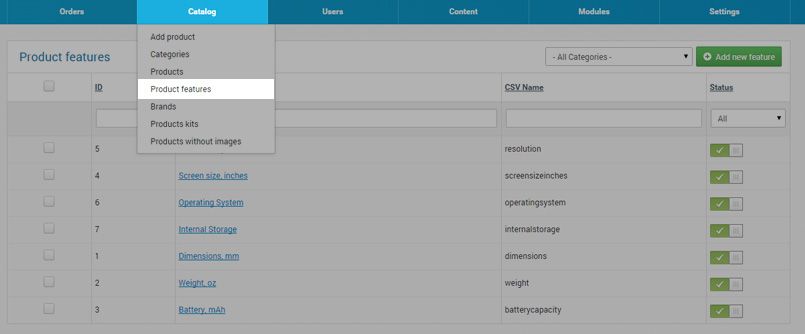 Orders Catalog Users Content Modules Settings
Add product
Categories
Products
Product features
Brands
Products kits
Products without images
Product features - All Categories - Add new feature
ID CSV Name Status
All
5 resolution
4 Screen size, inches screensizeinches
6 Operating System operatingsystem
7 Internal Storage internalstorage
1 Dimensions, mm dimensions
2 Weight, oz weight
3 Battery, mAh batterycapacity